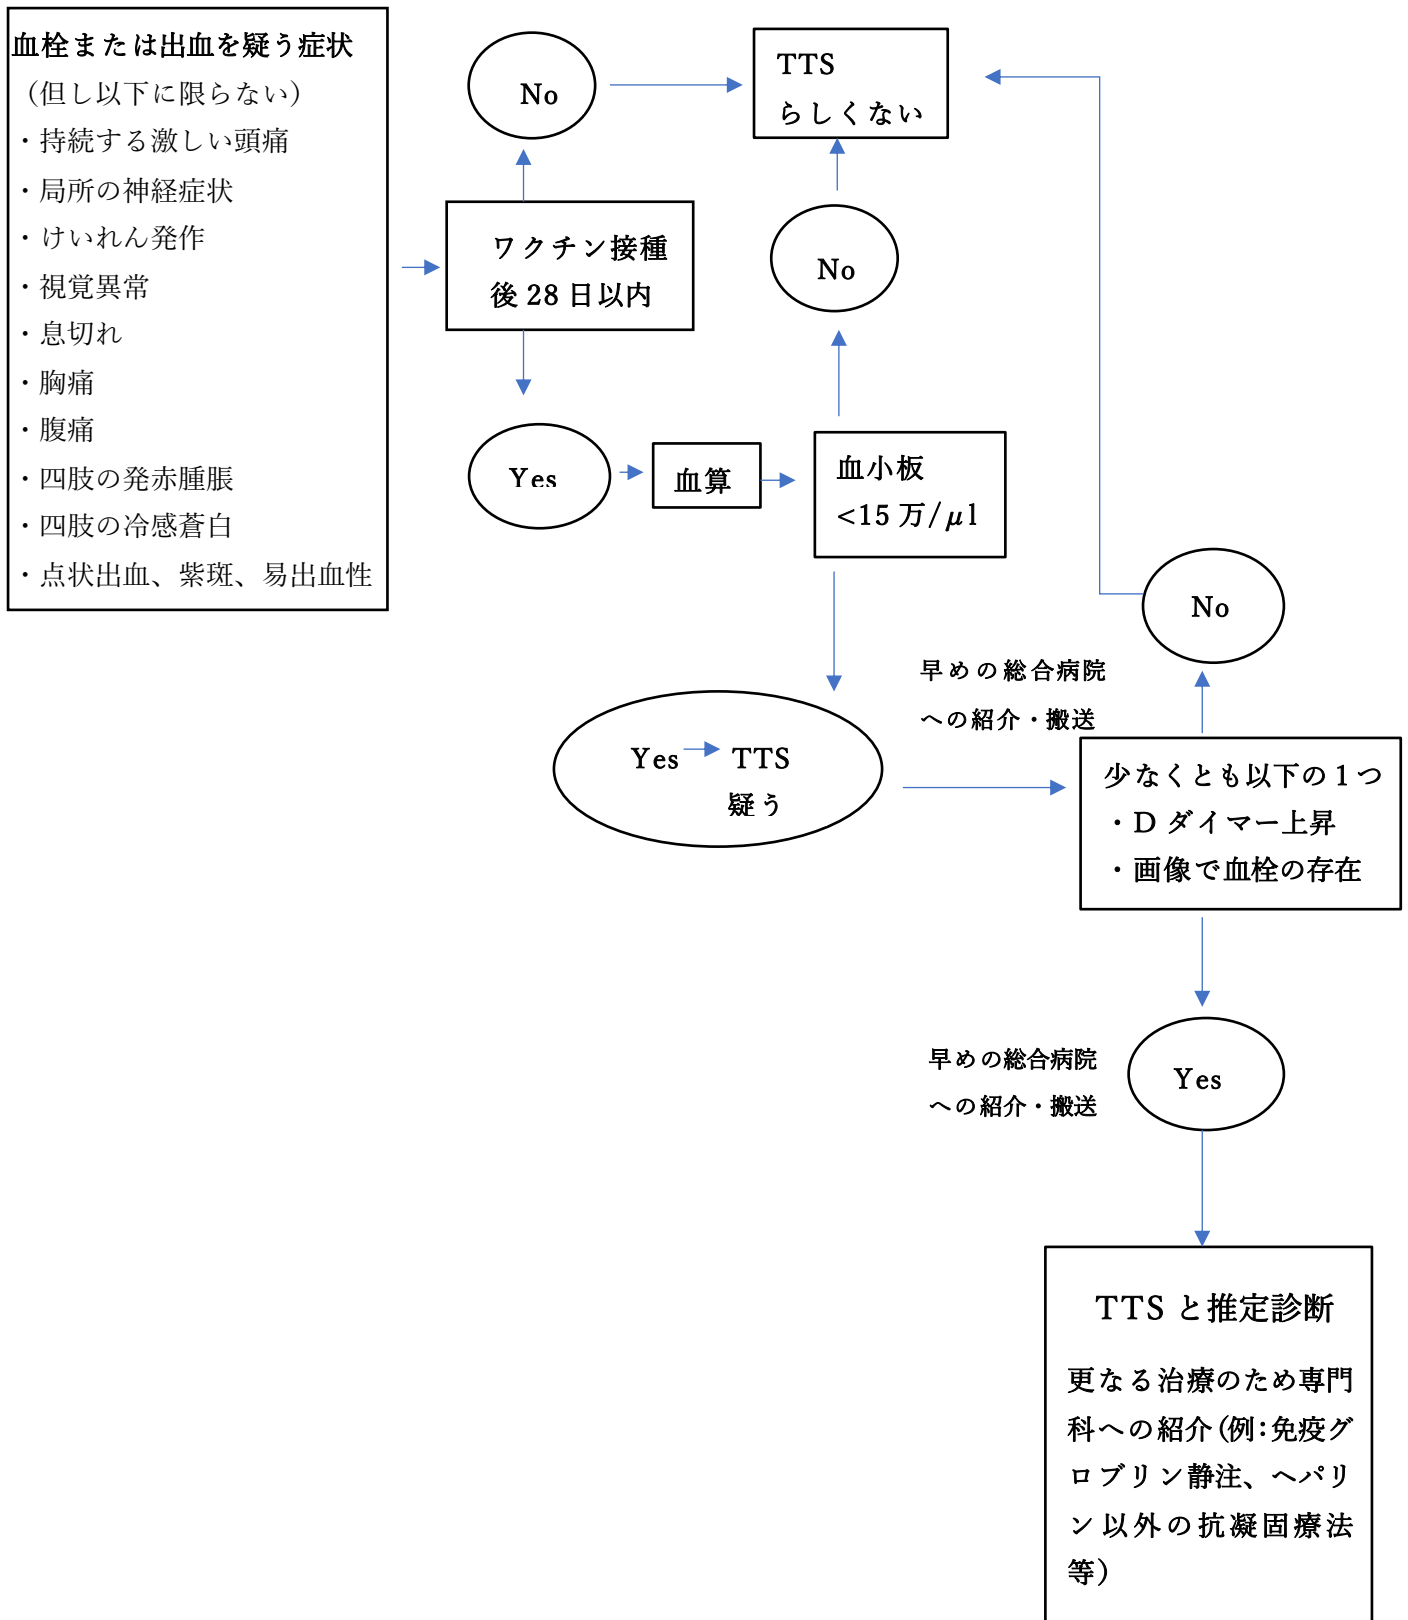 血栓または出血を疑う症状
（但し以下に限らない）
・持続する激しい頭痛
・局所の神経症状
・けいれん発作
・視覚異常
・息切れ
・胸痛
・腹痛
・四肢の発赤腫脹
・四肢の冷感蒼白
・点状出血、紫斑、易出血性
No
TTS
らしくない
ワクチン接種
後 28 日以内
No
Yes
血算
血小板
<15 万/μl
No
早めの総合病院
への紹介・搬送
Yes
TTS
疑う
少なくとも以下の 1 つ
・D ダイマー上昇
・画像で血栓の存在
早めの総合病院
への紹介・搬送
Yes
TTS と推定診断
更なる治療のため専門
科への紹介（例：免疫グ
ロブリン静注、ヘパリ
ン以外の抗凝固療法
等）